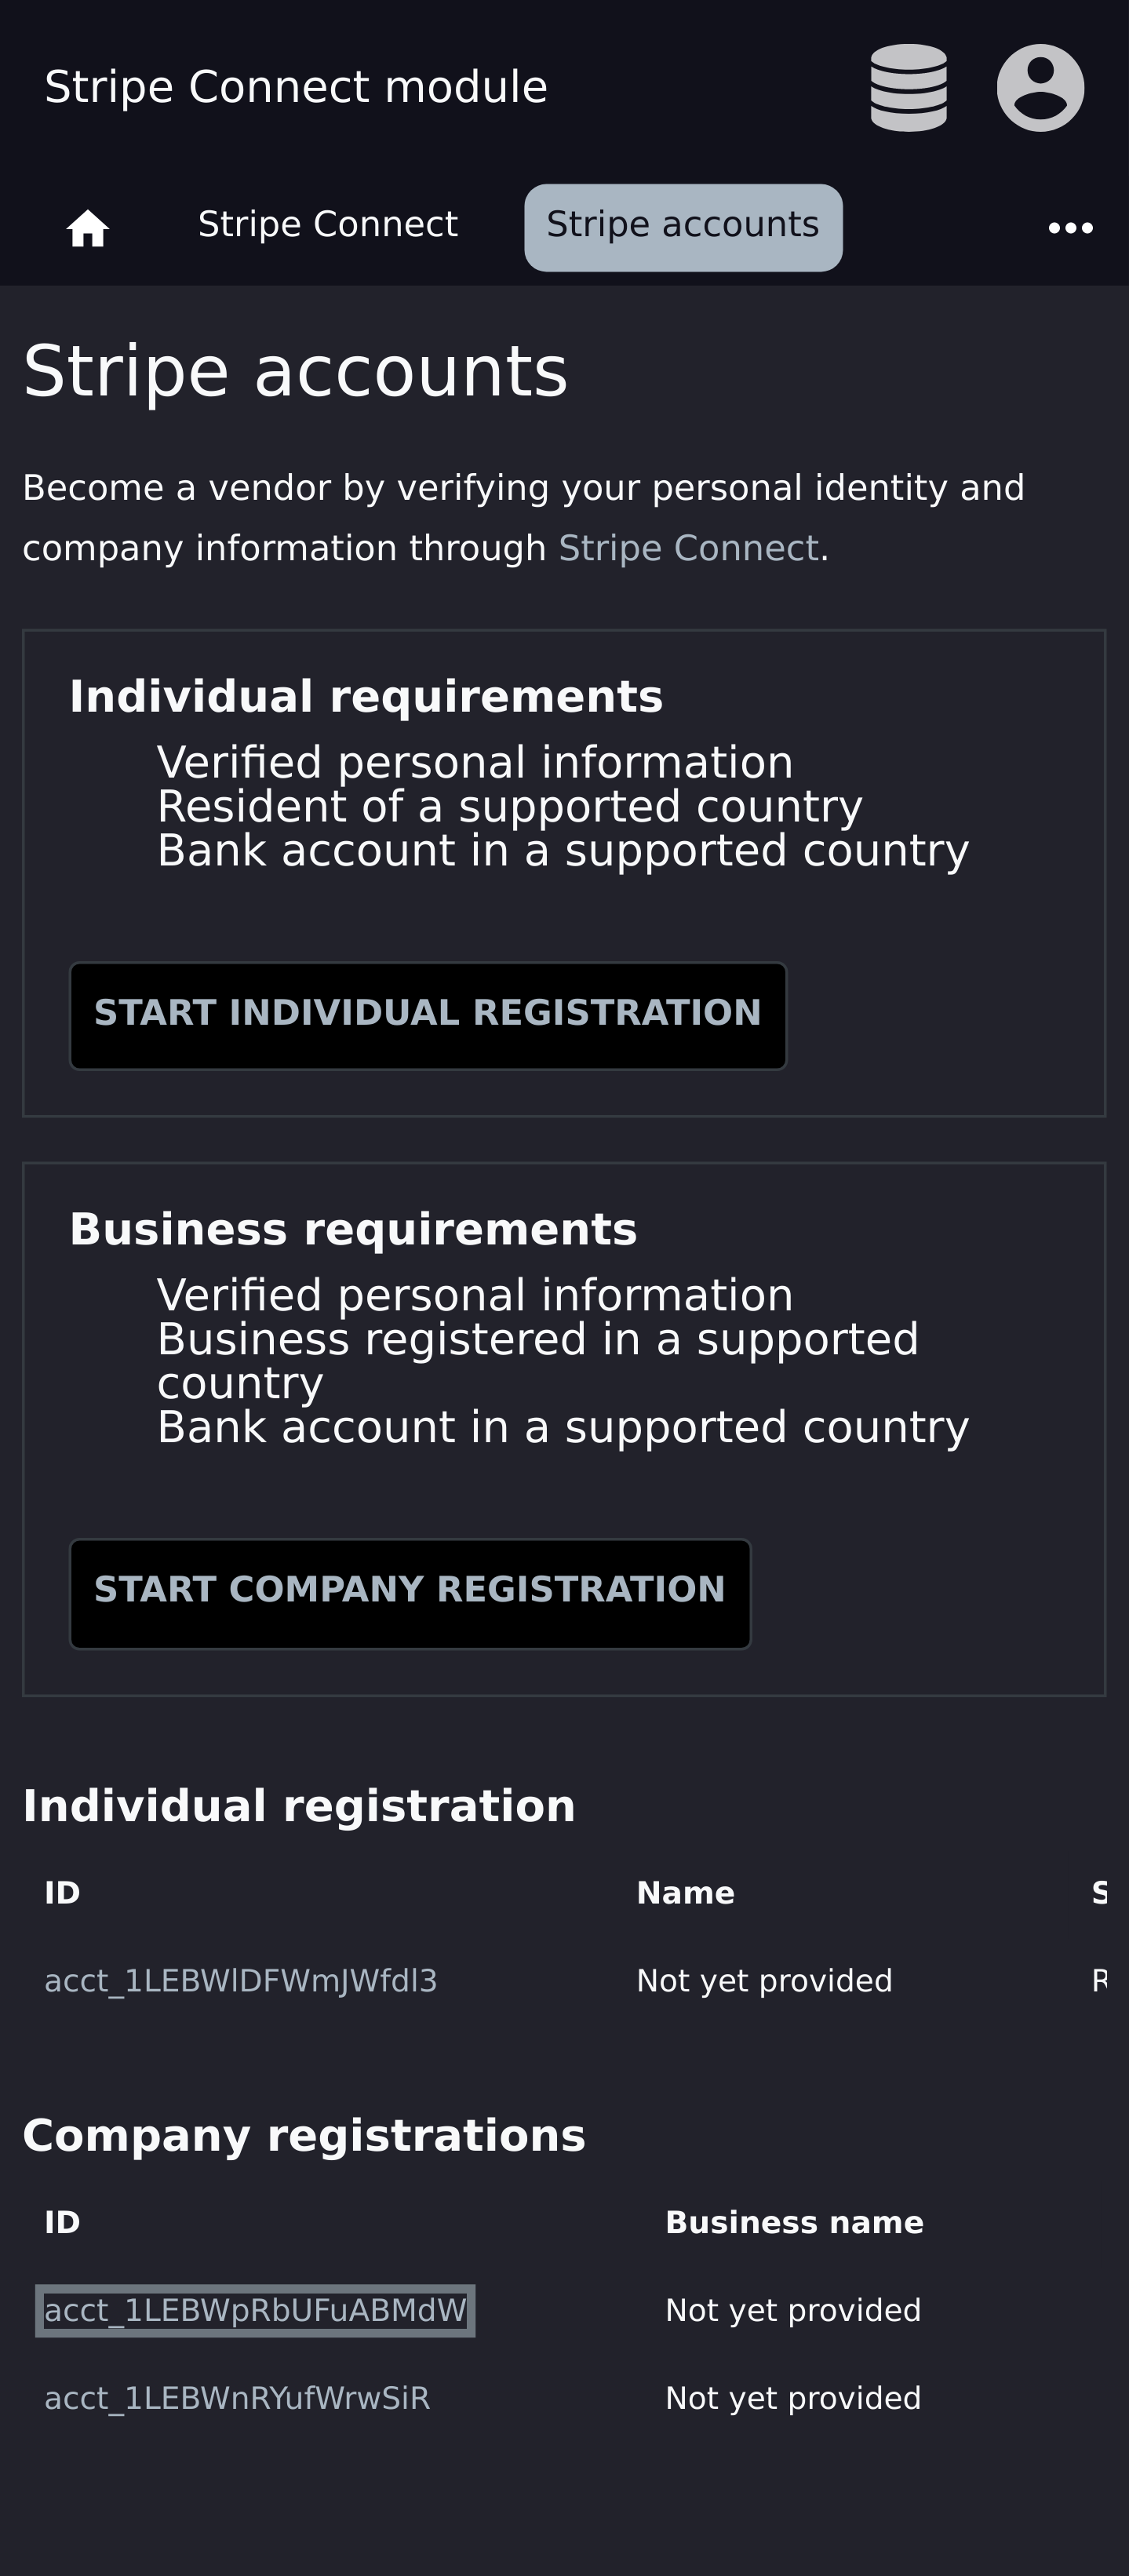 Stripe Connect module
Stripe Connect
Stripe accounts
Stripe accounts
Become a vendor by verifying your personal identity and
company information through Stripe Connect.
Individual requirements
Verified personal information
Resident of a supported country
Bank account in a supported country
START INDIVIDUAL REGISTRATION
Business requirements
Verified personal information
Business registered in a supported
country
Bank account in a supported country
START COMPANY REGISTRATION
Individual registration
ID Name
acct_1LEBWlDFWmJWfdl3 Not yet provided
Company registrations
ID Business name
acct_1LEBWpRbUFuABMdW Not yet provided
acct_1LEBWnRYufWrwSiR Not yet provided